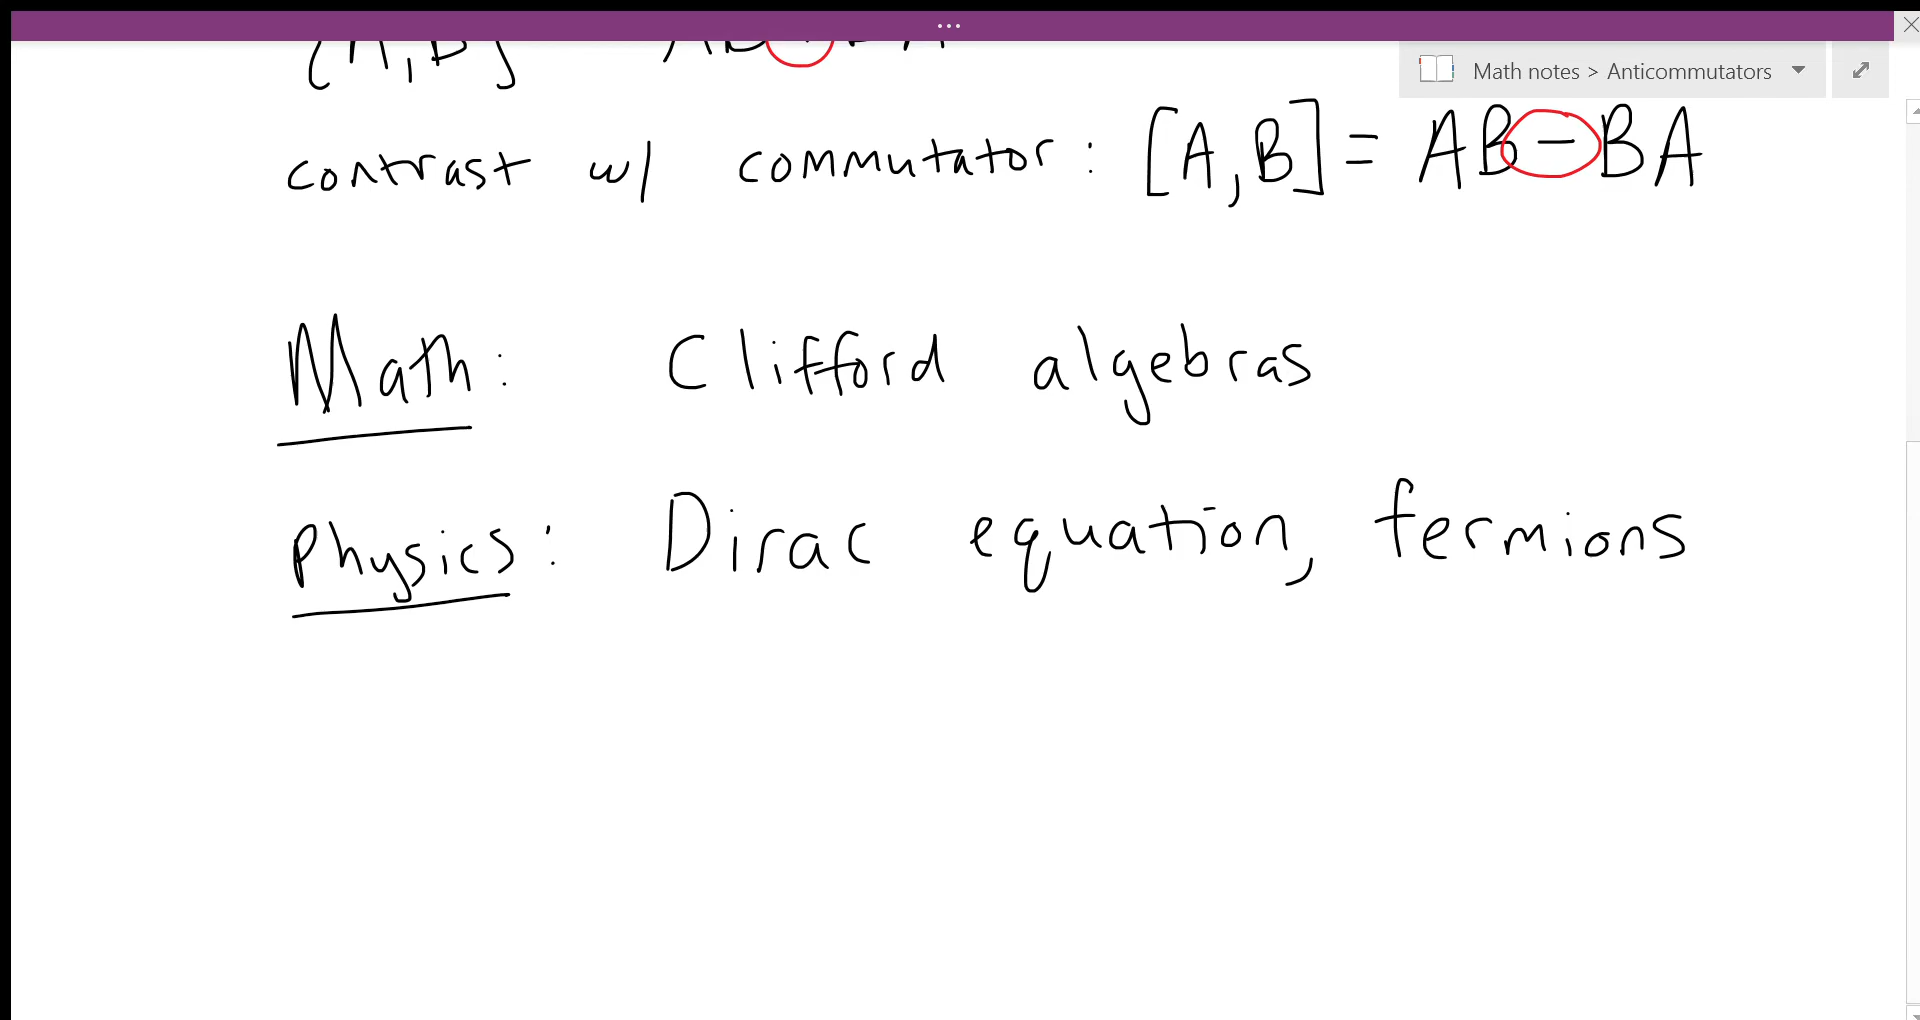 Math notes > Anticommutators
contrast w/ commutator: [A,B] = AB-BA
Math: Clifford algebras
Physics: Dirac equation, fermions